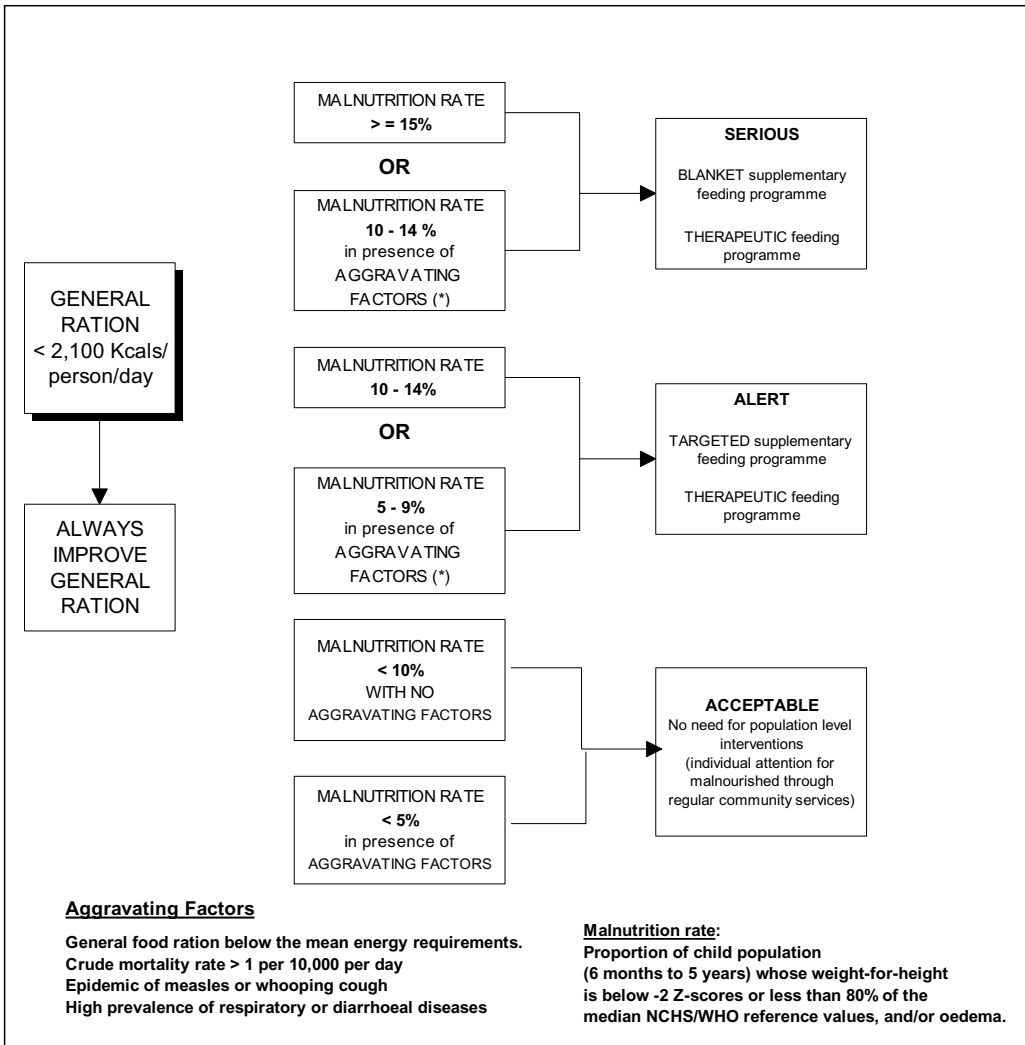 GENERAL
RATION
< 2,100 Kcals/
person/day
ALWAYS
IMPROVE
GENERAL
RATION
MALNUTRITION RATE
> = 15%
OR
MALNUTRITION RATE
10 - 14 %
in presence of
AGGRAVATING
FACTORS (*)
SERIOUS
BLANKET supplementary
feeding programme
THERAPEUTIC feeding
programme
MALNUTRITION RATE
10 - 14%
OR
MALNUTRITION RATE
5 - 9%
in presence of
AGGRAVATING
FACTORS (*)
ALERT
TARGETED supplementary
feeding programme
THERAPEUTIC feeding
programme
MALNUTRITION RATE
< 10%
WITH NO
AGGRAVATING FACTORS
MALNUTRITION RATE
< 5%
in presence of
AGGRAVATING FACTORS
ACCEPTABLE
No need for population level
interventions
(individual attention for
malnourished through
regular community services)
Aggravating Factors
General food ration below the mean energy requirements.
Crude mortality rate > 1 per 10,000 per day
Epidemic of measles or whooping cough
High prevalence of respiratory or diarrhoeal diseases
Malnutrition rate:
Proportion of child population
(6 months to 5 years) whose weight-for-height
is below -2 Z-scores or less than 80% of the
median NCHS/WHO reference values, and/or oedema.